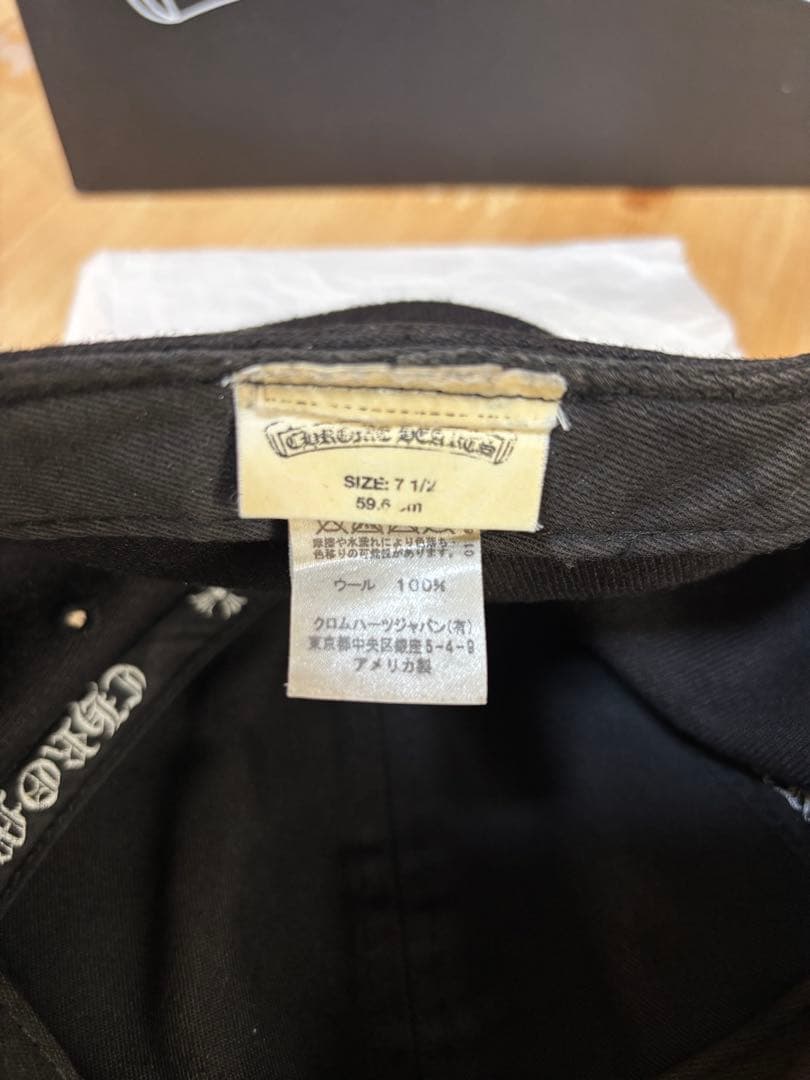 CHROME HEARTS
SIZE: 7 1/2
59.6 cm
摩擦や水濡れにより色落ち
色移りの可能性があります。
ウール 100%
クロムハーツジャパン(有)
東京都中央区銀座5-4-9
アメリカ製
CHROM